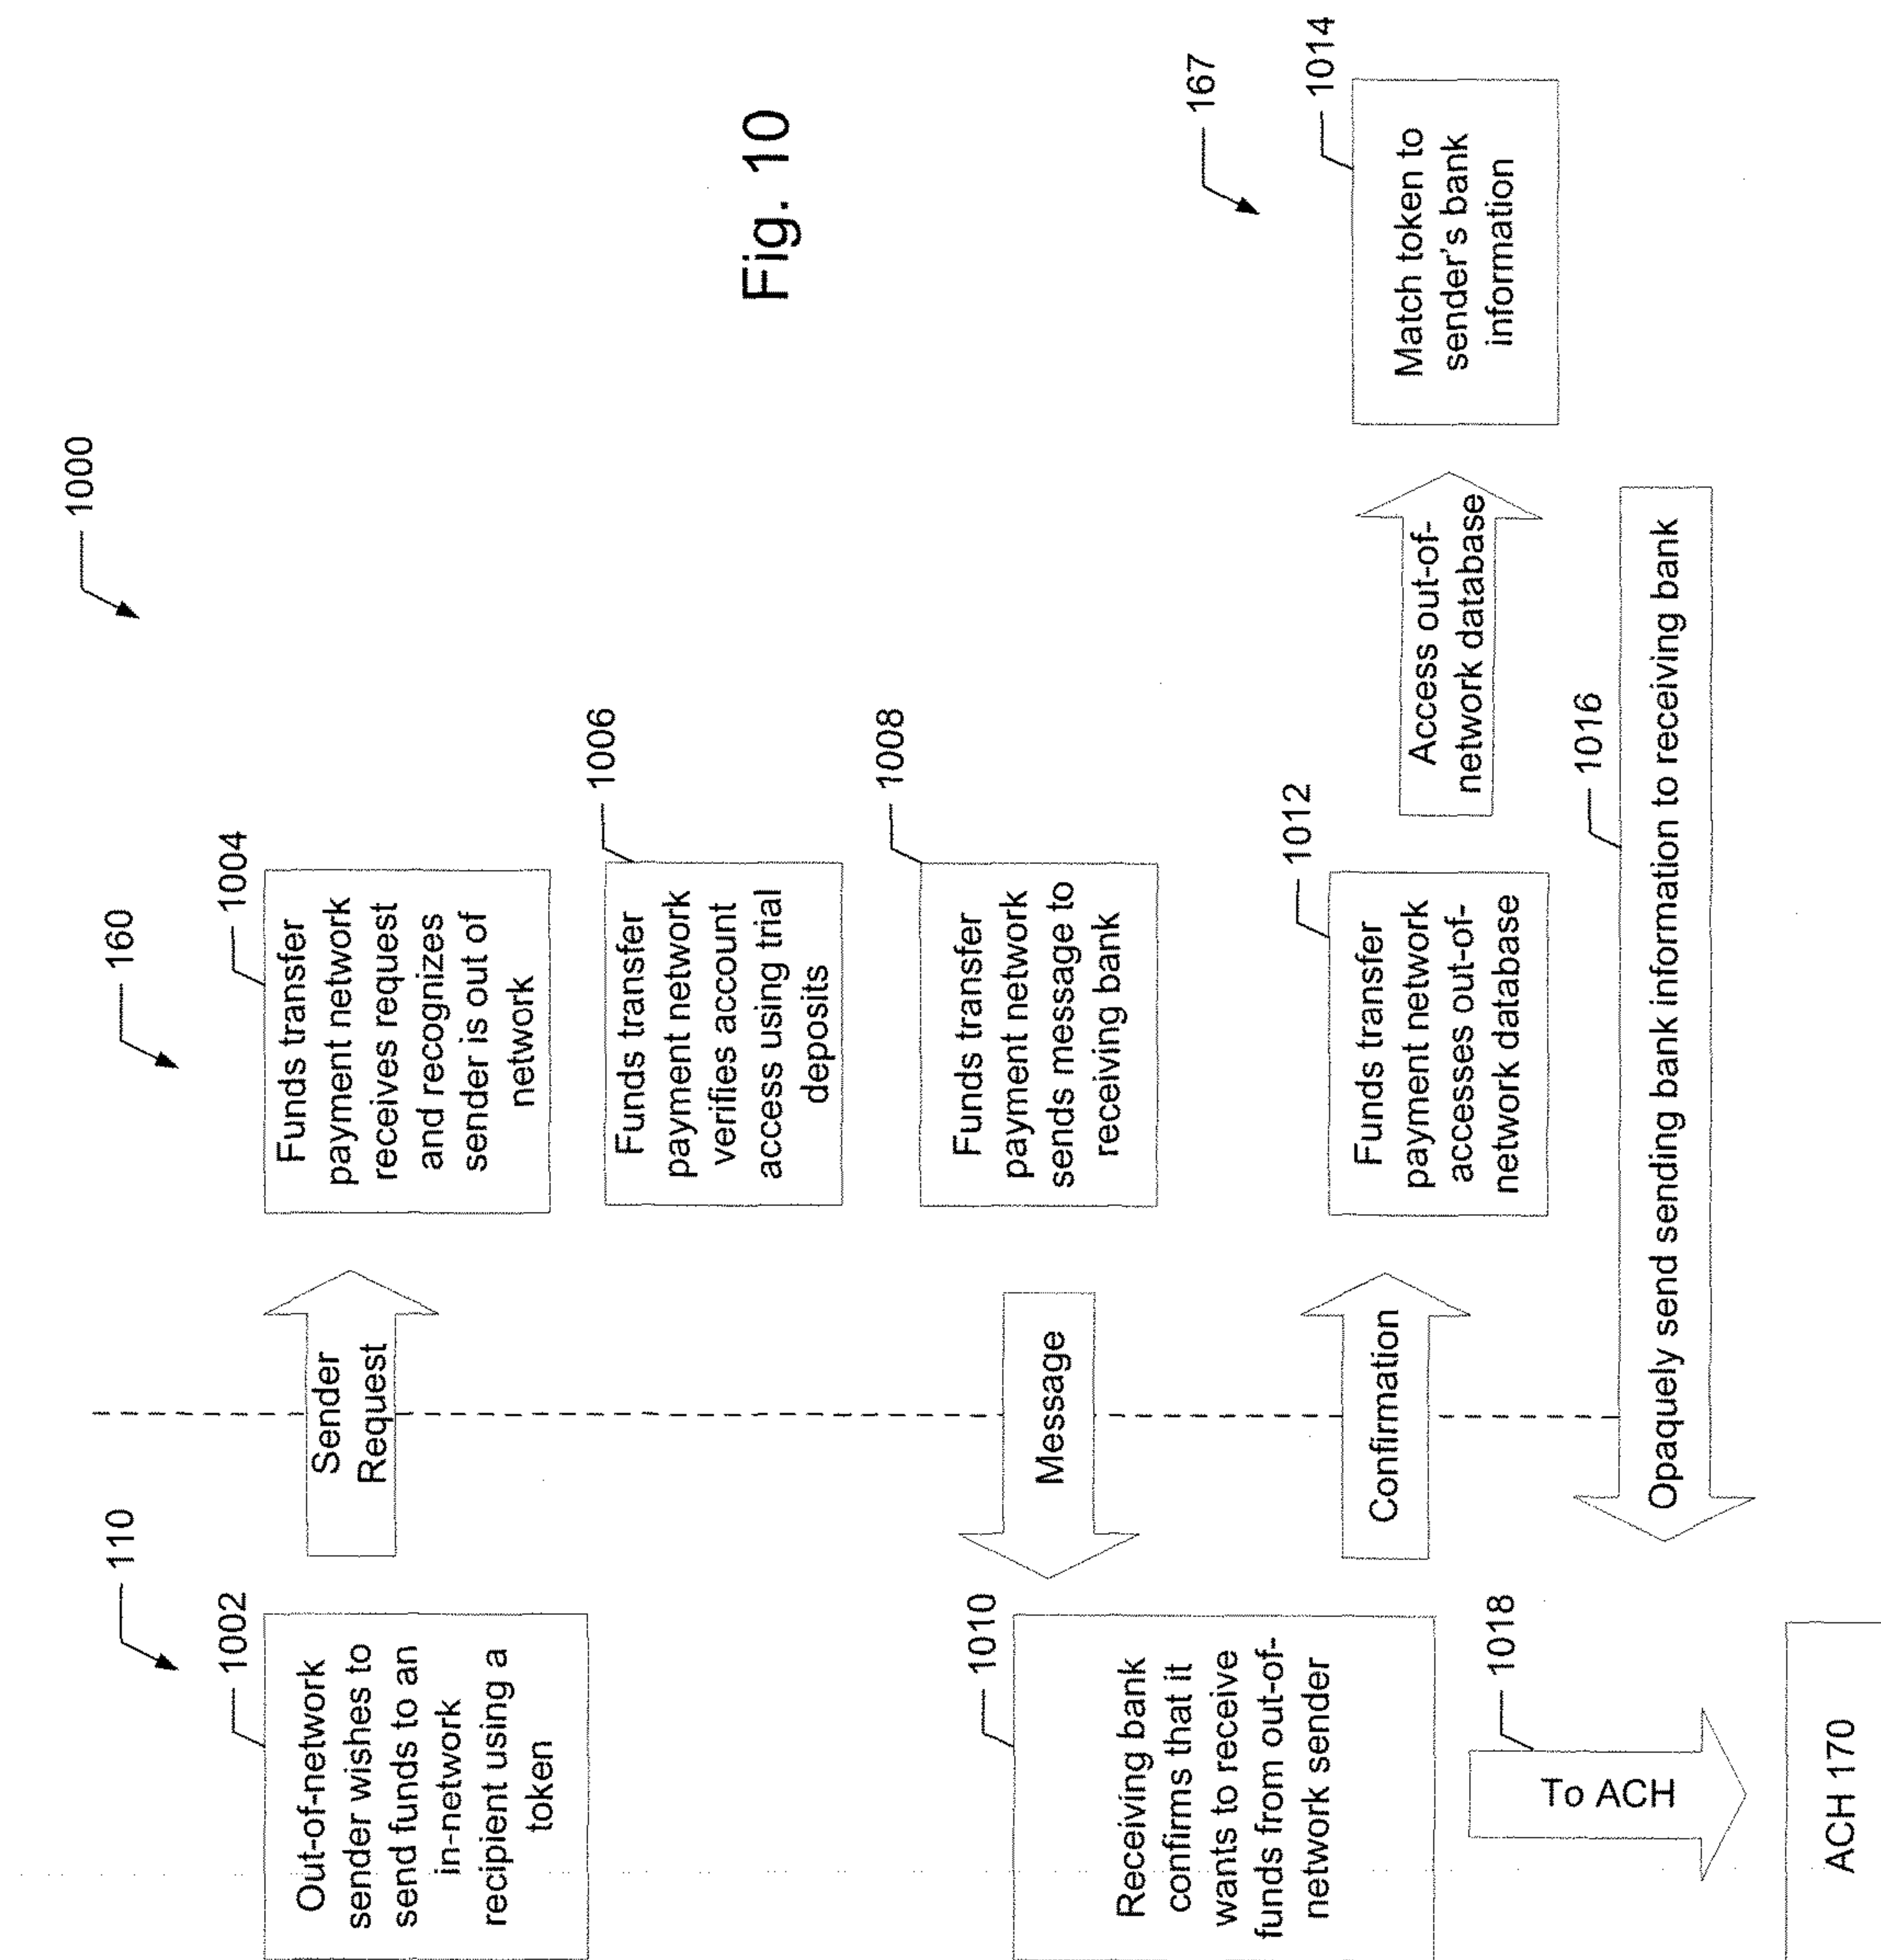 1000
110
160
1002
Out-of-network
sender wishes to
send funds to an
in-network
recipient using a
token
Sender
Request
1004
Funds transfer
payment network
receives request
and recognizes
sender is out of
network
1006
Funds transfer
payment network
verifies account
access using trial
deposits
Fig. 10
1008
Funds transfer
payment network
sends message to
receiving bank
Message
1010
Receiving bank
confirms that it
wants to receive
funds from out-of-
network sender
Confirmation
1012
Funds transfer
payment network
accesses out-of-
network database
Access out-of-
network database
167
1014
Match token to
sender's bank
information
1016
Opaquely send sending bank information to receiving bank
1018
To ACH
ACH 170